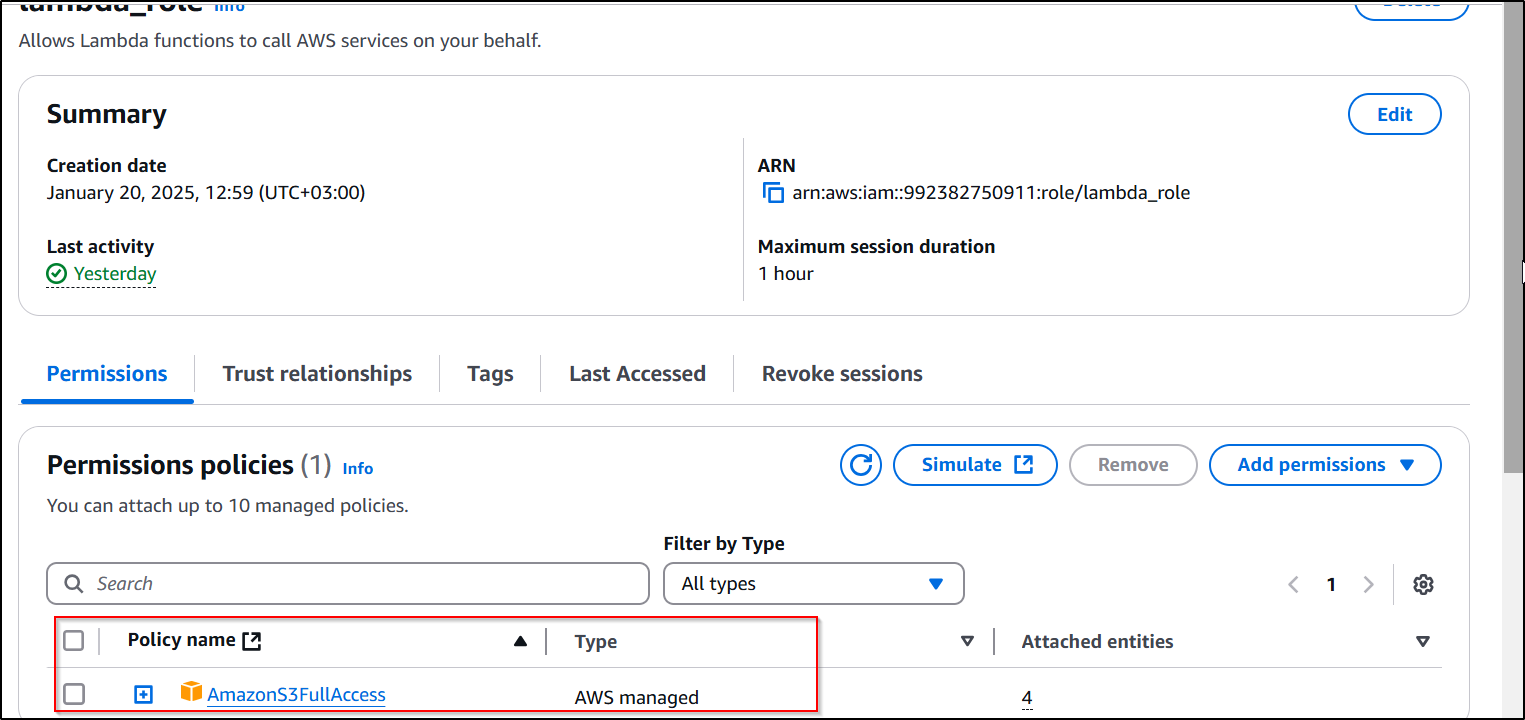 lambda_role Info
Allows Lambda functions to call AWS services on your behalf.
Summary
Edit
Creation date
January 20, 2025, 12:59 (UTC+03:00)
ARN
arn:aws:iam::992382750911:role/lambda_role
Last activity
Yesterday
Maximum session duration
1 hour
Permissions
Trust relationships
Tags
Last Accessed
Revoke sessions
Permissions policies (1) Info
Simulate
Remove
Add permissions
You can attach up to 10 managed policies.
Filter by Type
Search
All types
1
Policy name
Type
Attached entities
AmazonS3FullAccess
AWS managed
4